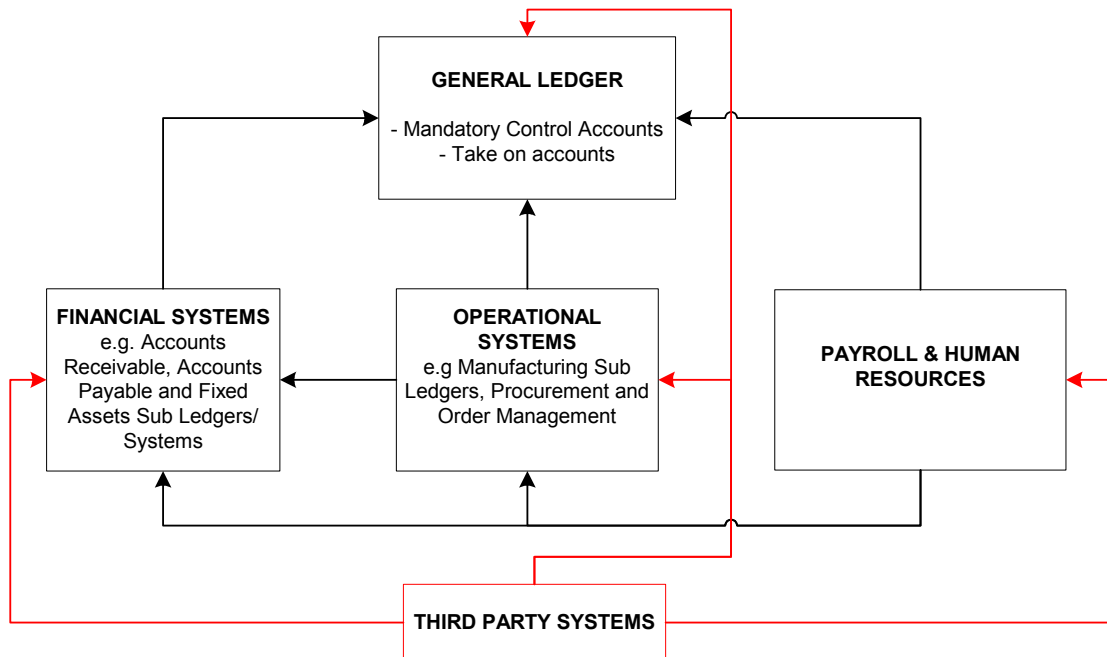 GENERAL LEDGER
- Mandatory Control Accounts
- Take on accounts
FINANCIAL SYSTEMS
e.g. Accounts
Receivable, Accounts
Payable and Fixed
Assets Sub Ledgers/
Systems
OPERATIONAL
SYSTEMS
e.g Manufacturing Sub
Ledgers, Procurement and
Order Management
PAYROLL & HUMAN
RESOURCES
THIRD PARTY SYSTEMS